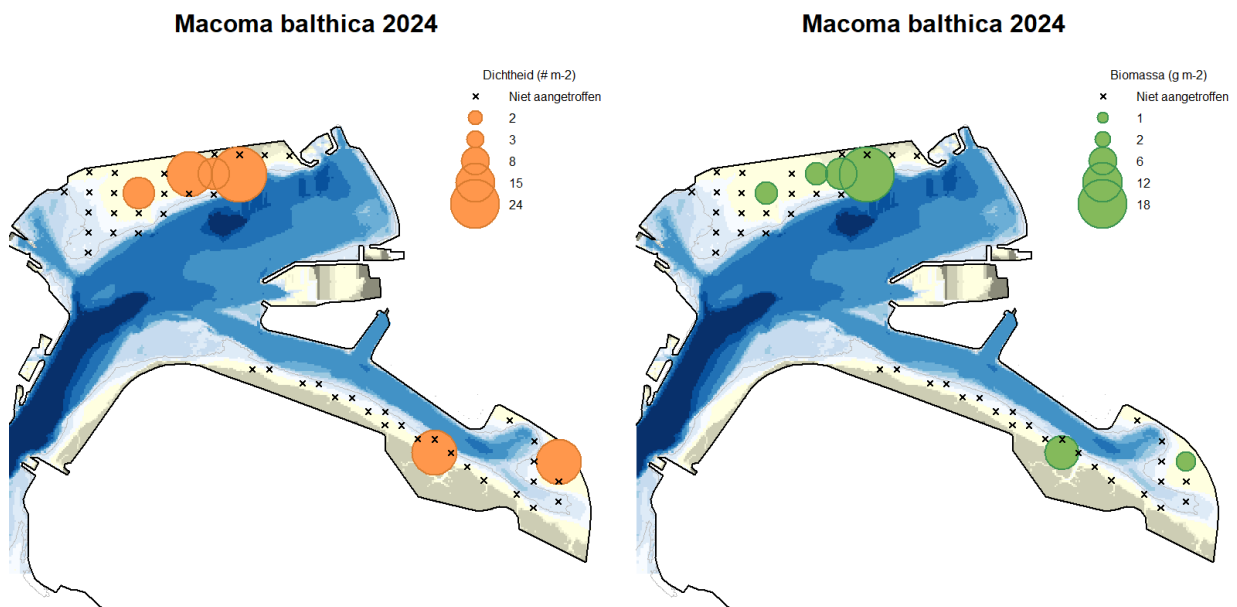 Macoma balthica 2024
Dichtheid (# m-2)
Niet aangetroffen
2
3
8
15
24
Macoma balthica 2024
Biomassa (g m-2)
Niet aangetroffen
1
2
6
12
18